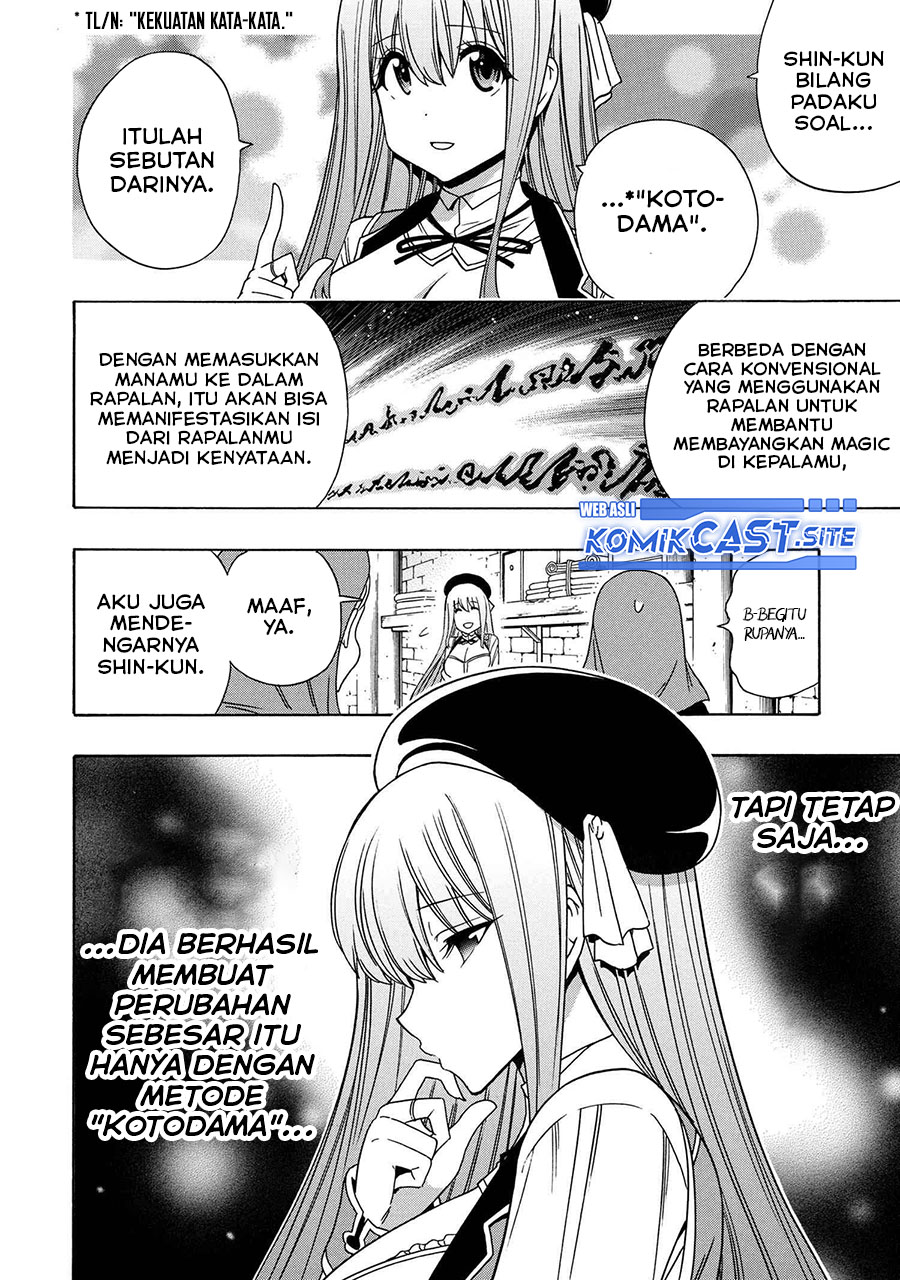 * TL/N: "KEKUATAN KATA-KATA."
SHIN-KUN
BILANG
PADAKU
SOAL...
...*"KOTO-
DAMA".
ITULAH
SEBUTAN
DARINYA.
BERBEDA DENGAN
CARA KONVENSIONAL
YANG MENGGUNAKAN
RAPALAN UNTUK
MEMBANTU
MEMBAYANGKAN MAGIC
DI KEPALAMU,
DENGAN MEMASUKKAN
MANAMU KE DALAM
RAPALAN, ITU AKAN BISA
MEMANIFESTASIKAN ISI
DARI RAPALANMU
MENJADI KENYATAAN.
WEB ASLI
KOMIKCAST.SITE
B-BEGITU
RUPANYA...
MAAF,
YA.
AKU JUGA
MENDE-
NGARNYA
SHIN-KUN.
TAPI TETAP
SAJA...
...DIA BERHASIL
MEMBUAT
PERUBAHAN
SEBESAR ITU
HANYA DENGAN
METODE
"KOTODAMA"...